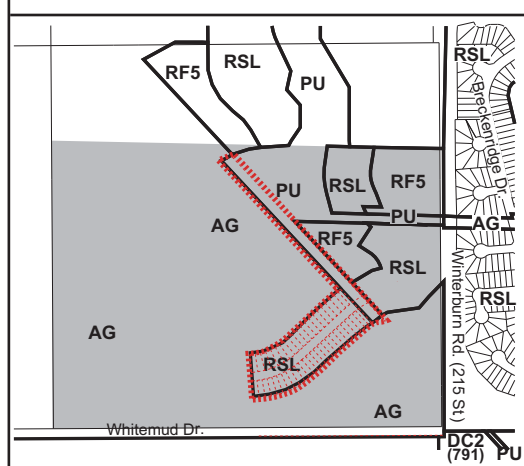 RSL
RSL
RF5
PU
Breckenridge Dr.
RSL
RF5
PU
PU
AG
AG
RF5
RSL
Winterburn Rd. (215 St)
RSL
AG
RSL
AG
Whitemud Dr.
DC2
(791)
PU